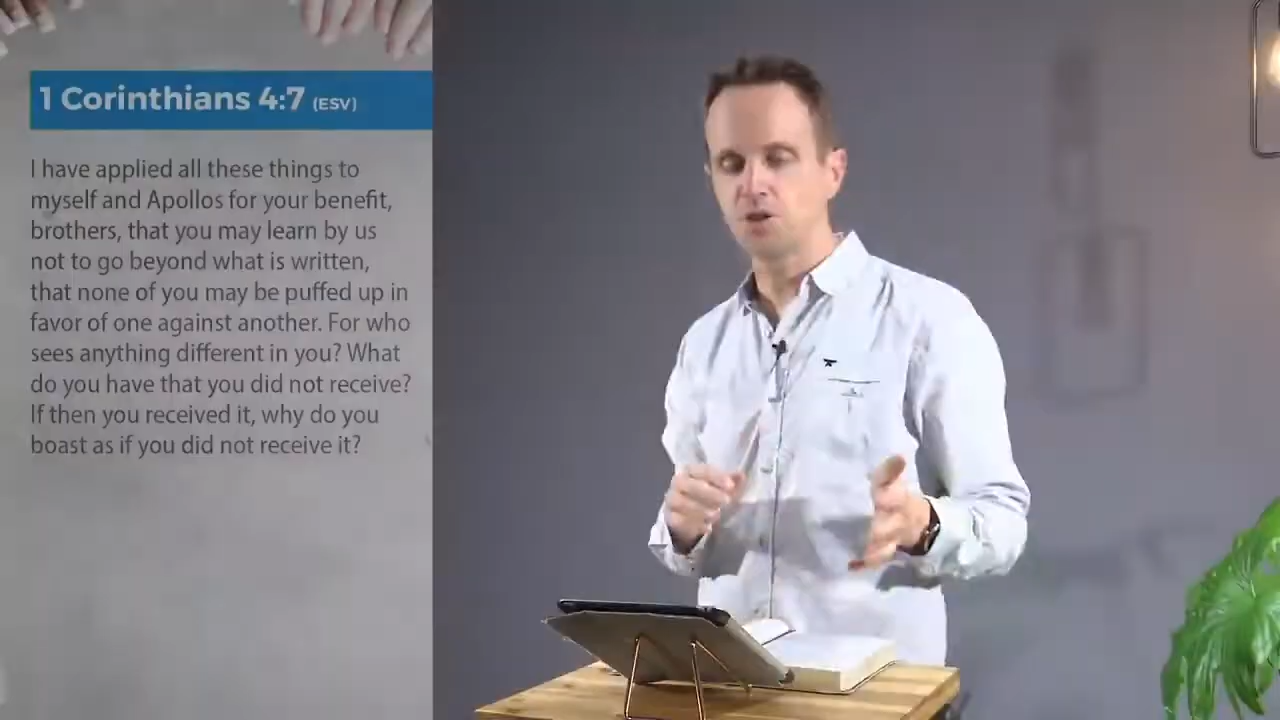 1 Corinthians 4:7 (ESV)
I have applied all these things to
myself and Apollos for your benefit,
brothers, that you may learn by us
not to go beyond what is written,
that none of you may be puffed up in
favor of one against another. For who
sees anything different in you? What
do you have that you did not receive?
If then you received it, why do you
boast as if you did not receive it?